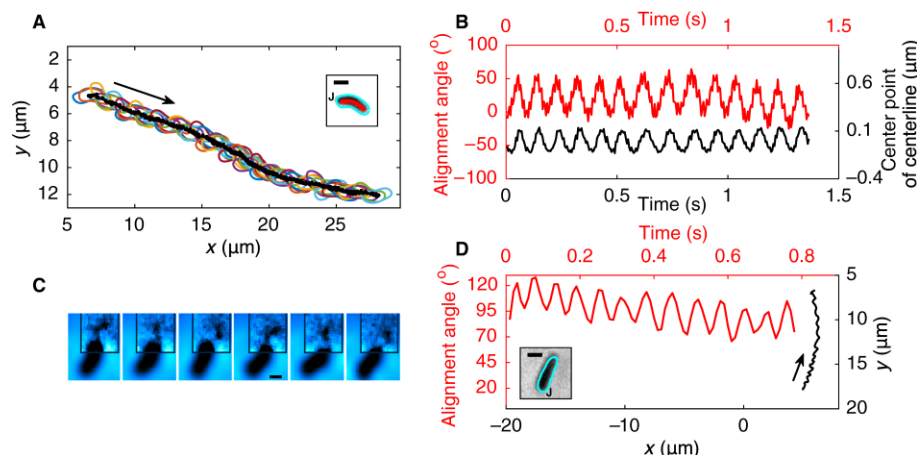 A
2
4
6
8
10
12
y (µm)
5
10
15
20
25
x (µm)
J
B
Time (s)
0
0.5
1
1.5
Alignment angle (°)
100
50
0
−50
−100
0.6
0.1
−0.4
Center point
of centerline (µm)
0
0.5
1
1.5
Time (s)
C
D
Time (s)
0
0.2
0.4
0.6
0.8
Alignment angle (°)
120
95
70
45
20
5
10
15
20
y (µm)
J
−20
−10
0
x (µm)